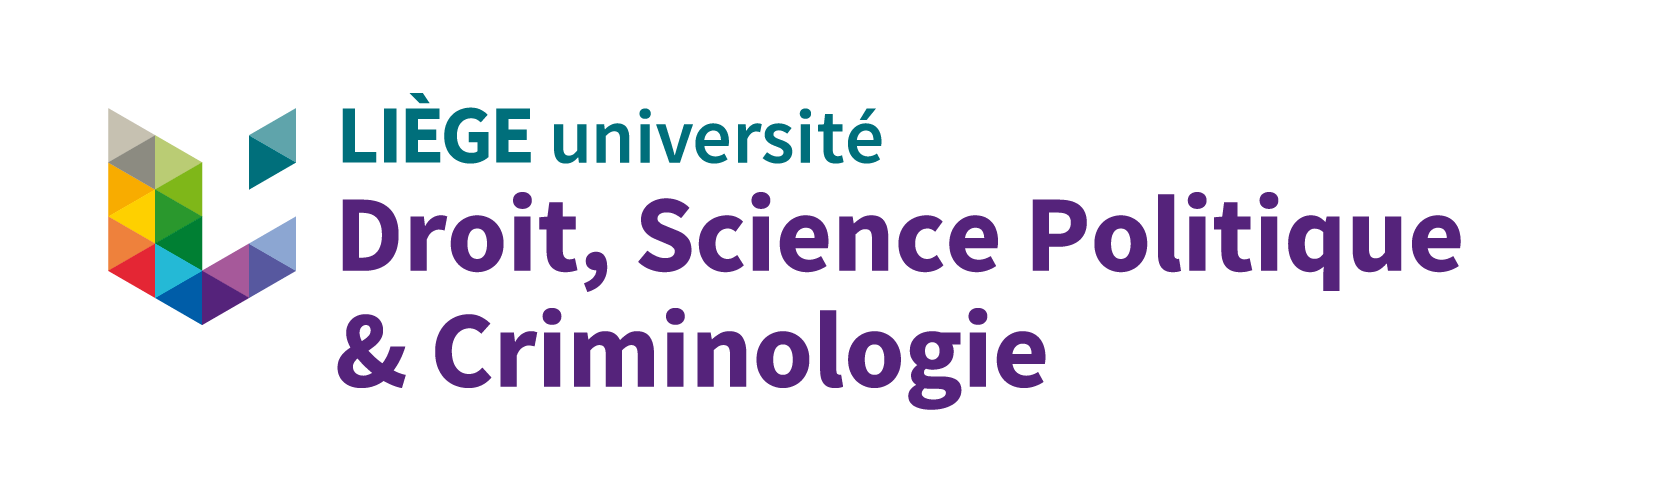 LIÈGE université
Droit, Science Politique
& Criminologie